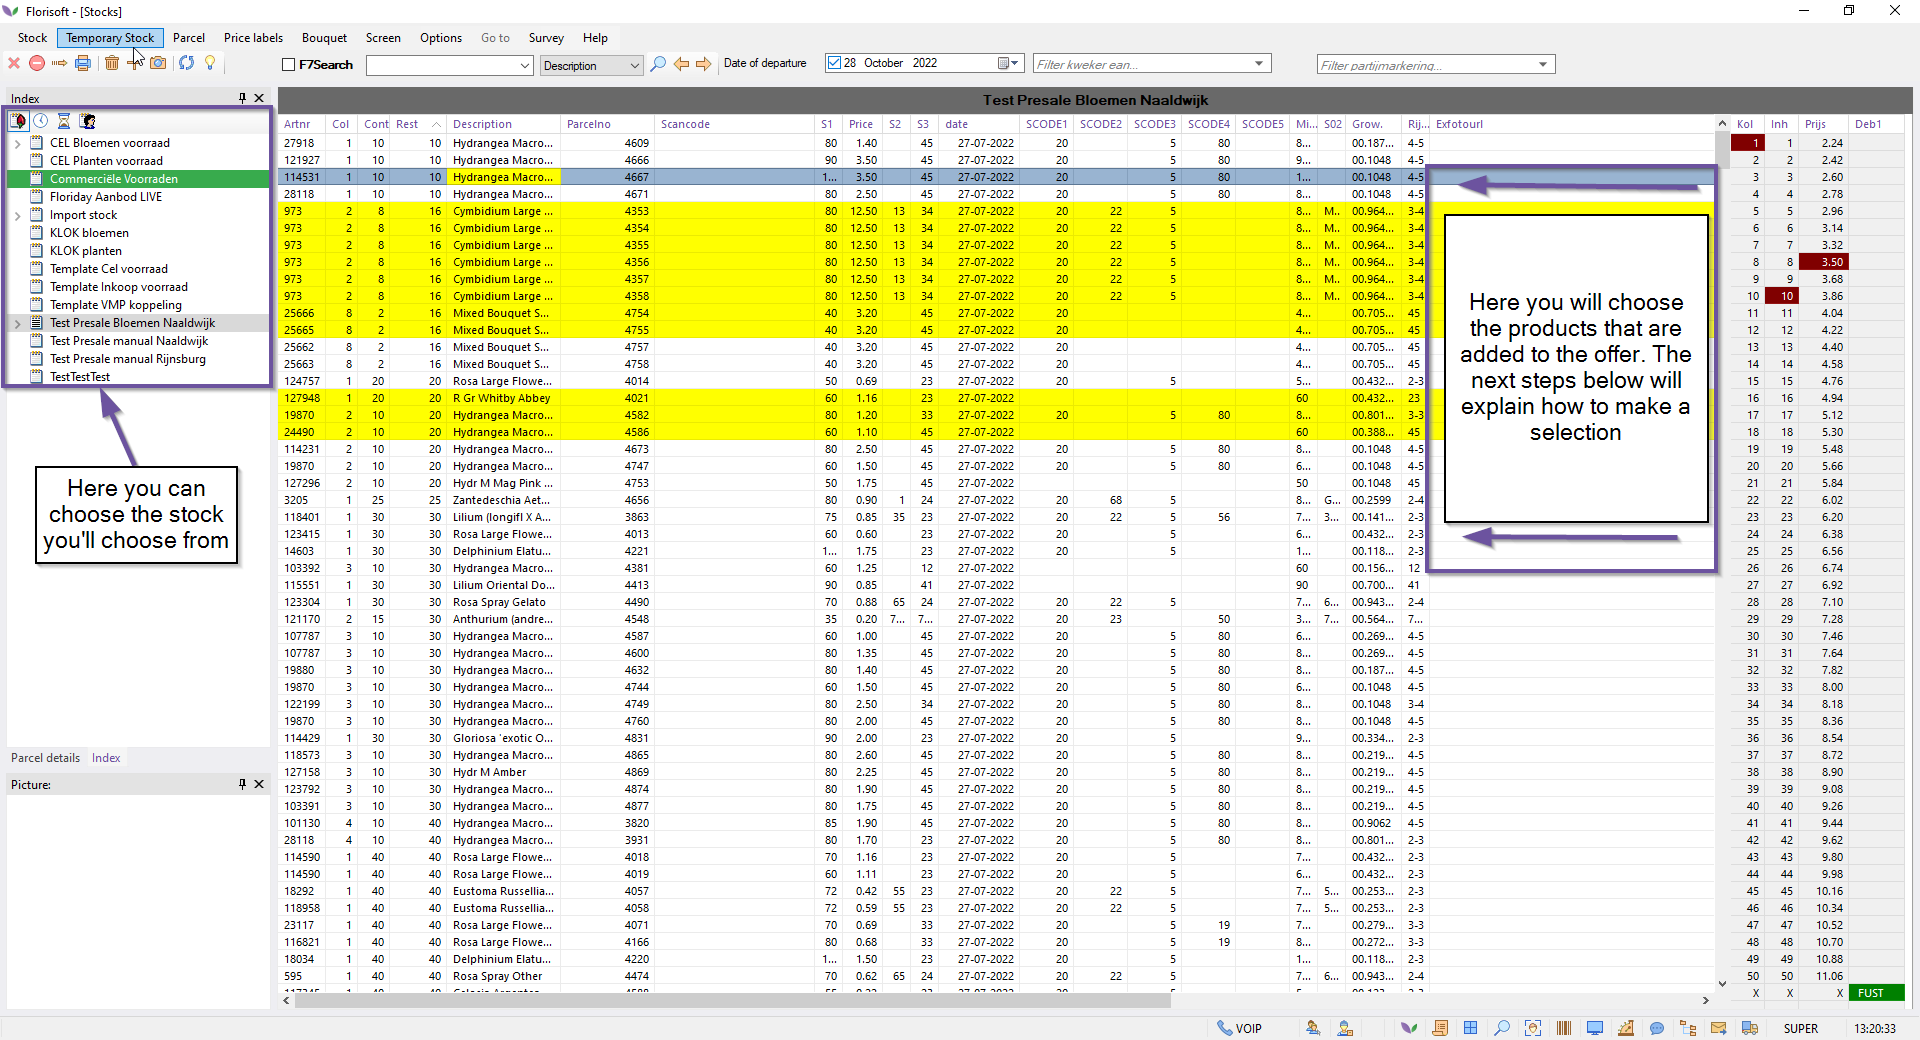 Florisoft - [Stocks]
Stock Temporary Stock Parcel Price labels Bouquet Screen Options Go to Survey Help
F7Search Description Date of departure 28 October 2022 Filter kweker ean... Filter partijmarkering...
Index
CEL Bloemen voorraad
CEL Planten voorraad
Commerciële Voorraden
Floriday Aanbod LIVE
Import stock
KLOK bloemen
KLOK planten
Template Cel voorraad
Template Inkoop voorraad
Template VMP koppeling
Test Presale Bloemen Naaldwijk
Test Presale manual Naaldwijk
Test Presale manual Rijnsburg
TestTestTest
Here you can
choose the stock
you'll choose from
Parcel details Index
Picture:
Test Presale Bloemen Naaldwijk
Artnr Col Cont Rest Description Parcelno Scancode S1 Price S2 S3 date SCODE1 SCODE2 SCODE3 SCODE4 SCODE5 Mi... S02 Grow. Rij... Exfotourl
27918 1 10 10 Hydrangea Macro... 4609 80 1.40 45 27-07-2022 20 5 80 8... 00.187... 4-5
121927 1 10 10 Hydrangea Macro... 4666 90 3.50 45 27-07-2022 20 5 80 9... 00.1048 4-5
114531 1 10 10 Hydrangea Macro... 4667 1... 3.50 45 27-07-2022 20 5 80 1... 00.1048 4-5
28118 1 10 10 Hydrangea Macro... 4671 80 2.50 45 27-07-2022 20 5 80 8... 00.1048 4-5
973 2 8 16 Cymbidium Large ... 4353 80 12.50 13 34 27-07-2022 20 22 5 8... M.. 00.964... 3-4
973 2 8 16 Cymbidium Large ... 4354 80 12.50 13 34 27-07-2022 20 22 5 8... M.. 00.964... 3-4
973 2 8 16 Cymbidium Large ... 4355 80 12.50 13 34 27-07-2022 20 22 5 8... M.. 00.964... 3-4
973 2 8 16 Cymbidium Large ... 4356 80 12.50 13 34 27-07-2022 20 22 5 8... M.. 00.964... 3-4
973 2 8 16 Cymbidium Large ... 4357 80 12.50 13 34 27-07-2022 20 22 5 8... M.. 00.964... 3-4
973 2 8 16 Cymbidium Large ... 4358 80 12.50 13 34 27-07-2022 20 22 5 8... M.. 00.964... 3-4
25666 8 2 16 Mixed Bouquet S... 4754 40 3.20 45 27-07-2022 20 4... 00.705... 45
25665 8 2 16 Mixed Bouquet S... 4755 40 3.20 45 27-07-2022 20 4... 00.705... 45
25662 8 2 16 Mixed Bouquet S... 4757 40 3.20 45 27-07-2022 20 4... 00.705... 45
25663 8 2 16 Mixed Bouquet S... 4758 40 3.20 45 27-07-2022 20 4... 00.705... 45
124757 1 20 20 Rosa Large Flowe... 4014 50 0.69 23 27-07-2022 20 5 5... 00.432... 2-3
127948 1 20 20 R Gr Whitby Abbey 4021 60 1.16 23 27-07-2022 60 00.432... 23
19870 2 10 20 Hydrangea Macro... 4582 80 1.20 33 27-07-2022 20 5 80 8... 00.801... 3-3
24490 2 10 20 Hydrangea Macro... 4586 60 1.10 45 27-07-2022 60 00.388... 45
114231 2 10 20 Hydrangea Macro... 4673 80 2.50 45 27-07-2022 20 5 80 8... 00.1048 4-5
19870 2 10 20 Hydrangea Macro... 4747 60 1.50 45 27-07-2022 20 5 80 6... 00.1048 4-5
127296 2 10 20 Hydr M Mag Pink ... 4753 50 1.75 45 27-07-2022 50 00.1048 45
3205 1 25 25 Zantedeschia Aet... 4656 80 0.90 1 24 27-07-2022 20 68 5 8... G... 00.2599 2-4
118401 1 30 30 Lilium (longifl X A... 3863 75 0.85 35 23 27-07-2022 20 22 5 56 7... 3... 00.141... 2-3
123415 1 30 30 Rosa Large Flowe... 4013 60 0.60 23 27-07-2022 20 5 6... 00.432... 2-3
14603 1 30 30 Delphinium Elatu... 4221 1... 1.75 23 27-07-2022 20 5 1... 00.118... 2-3
103392 3 10 30 Hydrangea Macro... 4381 60 1.25 12 27-07-2022 60 00.156... 12
115551 1 30 30 Lilium Oriental Do... 4413 90 0.85 41 27-07-2022 90 00.700... 41
123304 1 30 30 Rosa Spray Gelato 4490 70 0.88 65 24 27-07-2022 20 22 5 7... 6... 00.943... 2-4
121170 2 15 30 Anthurium (andre... 4548 35 0.20 7... 7... 27-07-2022 20 23 50 3... 7... 00.564... 7...
107787 3 10 30 Hydrangea Macro... 4587 60 1.00 45 27-07-2022 20 5 80 6... 00.269... 4-5
107787 3 10 30 Hydrangea Macro... 4600 80 1.35 45 27-07-2022 20 5 80 8... 00.269... 4-5
19880 3 10 30 Hydrangea Macro... 4632 80 1.40 45 27-07-2022 20 5 80 8... 00.187... 4-5
19870 3 10 30 Hydrangea Macro... 4744 60 1.50 45 27-07-2022 20 5 80 6... 00.1048 4-5
122199 3 10 30 Hydrangea Macro... 4749 80 2.50 34 27-07-2022 20 5 80 8... 00.1048 3-4
19870 3 10 30 Hydrangea Macro... 4760 80 2.00 45 27-07-2022 20 5 80 8... 00.1048 4-5
114429 1 30 30 Gloriosa 'exotic O... 4831 90 2.00 23 27-07-2022 20 9... 00.334... 2-3
118573 3 10 30 Hydrangea Macro... 4865 80 2.60 45 27-07-2022 20 5 80 8... 00.219... 4-5
127158 3 10 30 Hydr M Amber 4869 80 2.25 45 27-07-2022 20 5 80 8... 00.219... 4-5
123792 3 10 30 Hydrangea Macro... 4874 80 1.90 45 27-07-2022 20 5 80 8... 00.219... 4-5
103391 3 10 30 Hydrangea Macro... 4877 80 1.75 45 27-07-2022 20 5 80 8... 00.219... 4-5
101130 4 10 30 Hydrangea Macro... 3820 85 1.90 45 27-07-2022 20 5 80 8... 00.9062 4-5
28118 4 10 40 Hydrangea Macro... 3931 80 1.70 23 27-07-2022 20 5 80 8... 00.801... 2-3
114590 1 40 40 Rosa Large Flowe... 4018 70 1.16 23 27-07-2022 20 5 7... 00.432... 2-3
114590 1 40 40 Rosa Large Flowe... 4019 60 1.11 23 27-07-2022 20 5 6... 00.432... 2-3
18292 1 40 40 Eustoma Russellia... 4057 72 0.42 55 23 27-07-2022 20 22 5 7... 5... 00.253... 2-3
118958 1 40 40 Eustoma Russellia... 4058 72 0.59 55 23 27-07-2022 20 22 5 7... 5... 00.253... 2-3
23117 1 40 40 Rosa Large Flowe... 4071 70 0.69 33 27-07-2022 20 5 19 7... 00.279... 3-3
116821 1 40 40 Rosa Large Flowe... 4166 80 0.68 33 27-07-2022 20 5 19 8... 00.272... 3-3
18034 1 40 40 Delphinium Elatu... 4220 1... 1.50 23 27-07-2022 20 5 1... 00.118... 2-3
595 1 40 40 Rosa Spray Other 4474 70 0.62 65 24 27-07-2022 20 22 5 7... 6... 00.943... 2-4
Here you will choose
the products that are
added to the offer. The
next steps below will
explain how to make a
selection
Kol Inh Prijs Deb1
1 1 2.24
2 2 2.42
3 3 2.60
4 4 2.78
5 5 2.96
6 6 3.14
7 7 3.32
8 8 3.50
9 9 3.68
10 10 3.86
11 11 4.04
12 12 4.22
13 13 4.40
14 14 4.58
15 15 4.76
16 16 4.94
17 17 5.12
18 18 5.30
19 19 5.48
20 20 5.66
21 21 5.84
22 22 6.02
23 23 6.20
24 24 6.38
25 25 6.56
26 26 6.74
27 27 6.92
28 28 7.10
29 29 7.28
30 30 7.46
31 31 7.64
32 32 7.82
33 33 8.00
34 34 8.18
35 35 8.36
36 36 8.54
37 37 8.72
38 38 8.90
39 39 9.08
40 40 9.26
41 41 9.44
42 42 9.62
43 43 9.80
44 44 9.98
45 45 10.16
46 46 10.34
47 47 10.52
48 48 10.70
49 49 10.88
50 50 11.06
X X X FUST
VOIP SUPER 13:20:33